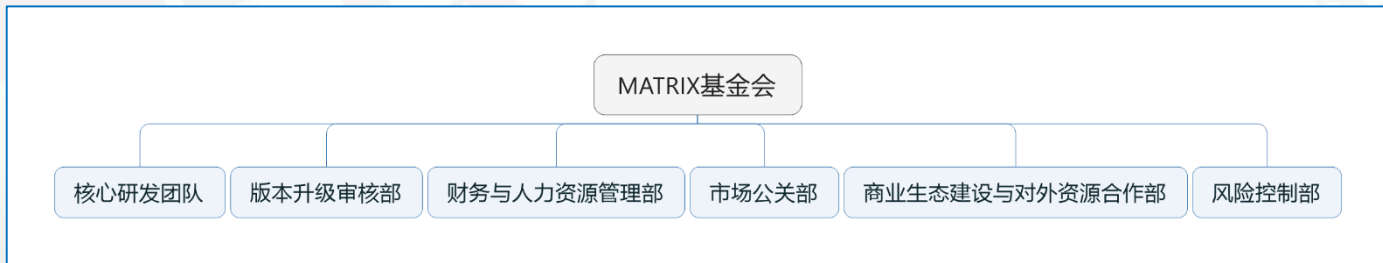 MATRIX基金会
核心研发团队
版本升级审核部
财务与人力资源管理部
市场公关部
商业生态建设与对外资源合作部
风险控制部